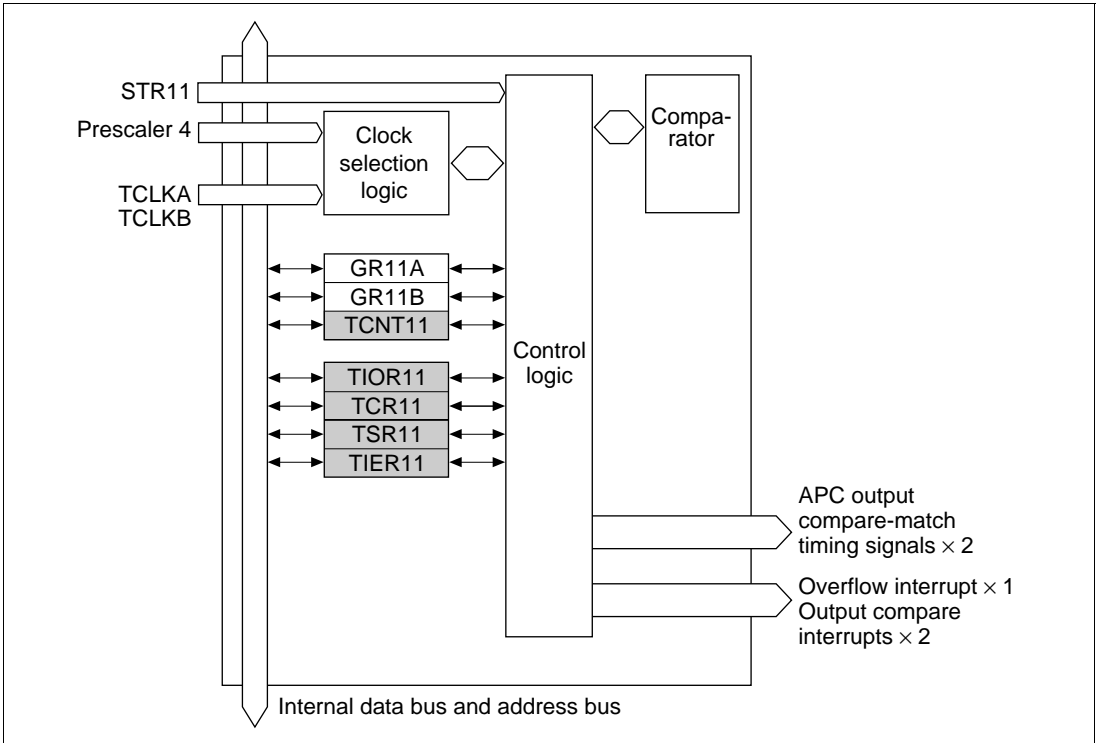 STR11
Prescaler 4
TCLKA
TCLKB
Clock
selection
logic
Compa-
rator
GR11A
GR11B
TCNT11
TIOR11
TCR11
TSR11
TIER11
Control
logic
APC output
compare-match
timing signals × 2
Overflow interrupt × 1
Output compare
interrupts × 2
Internal data bus and address bus